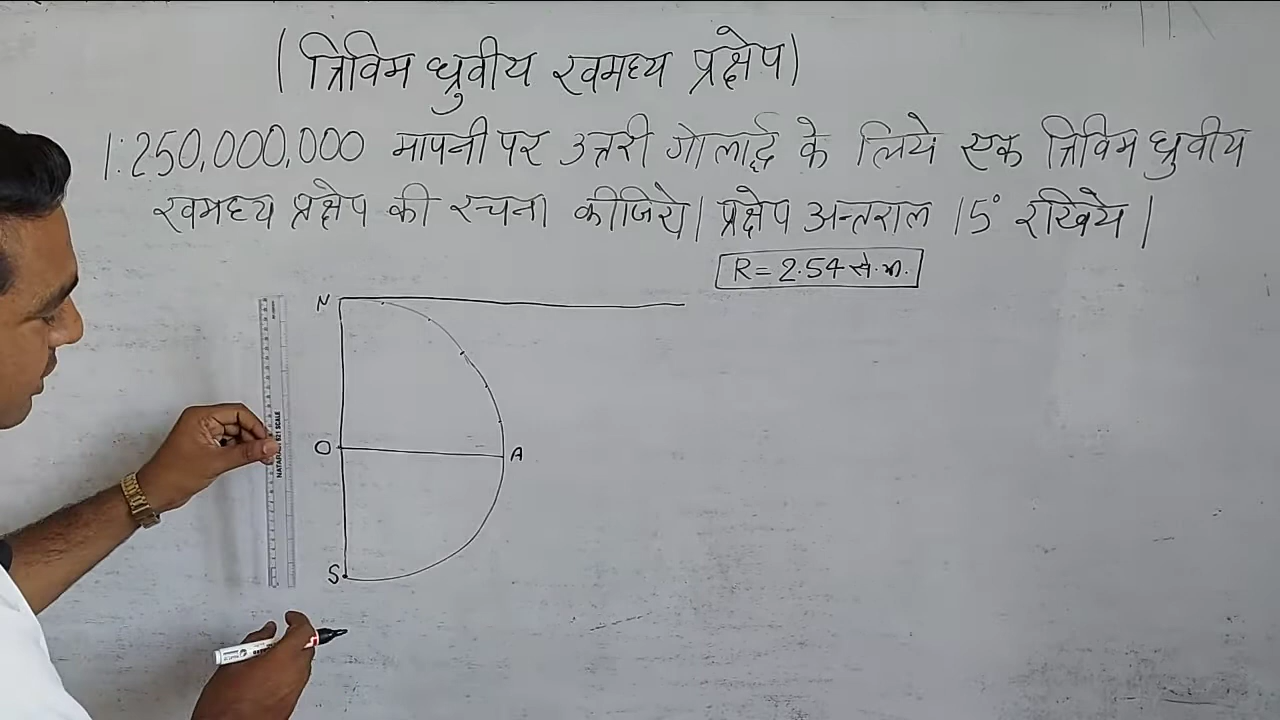 (त्रिविम ध्रुवीय खमध्य प्रक्षेप)
1:250,000,000 मापनी पर उत्तरी गोलार्द्ध के लिये एक त्रिविम ध्रुवीय
खमध्य प्रक्षेप की रचना कीजिये। प्रक्षेप अन्तराल 15° रखिये।
R = 2.54 से.मी.
N
O
A
S